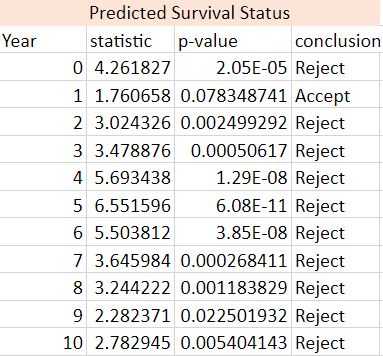 Predicted Survival Status
Year statistic p-value conclusion
0 4.261827 2.05E-05 Reject
1 1.760658 0.078348741 Accept
2 3.024326 0.002499292 Reject
3 3.478876 0.00050617 Reject
4 5.693438 1.29E-08 Reject
5 6.551596 6.08E-11 Reject
6 5.503812 3.85E-08 Reject
7 3.645984 0.000268411 Reject
8 3.244222 0.001183829 Reject
9 2.282371 0.022501932 Reject
10 2.782945 0.005404143 Reject